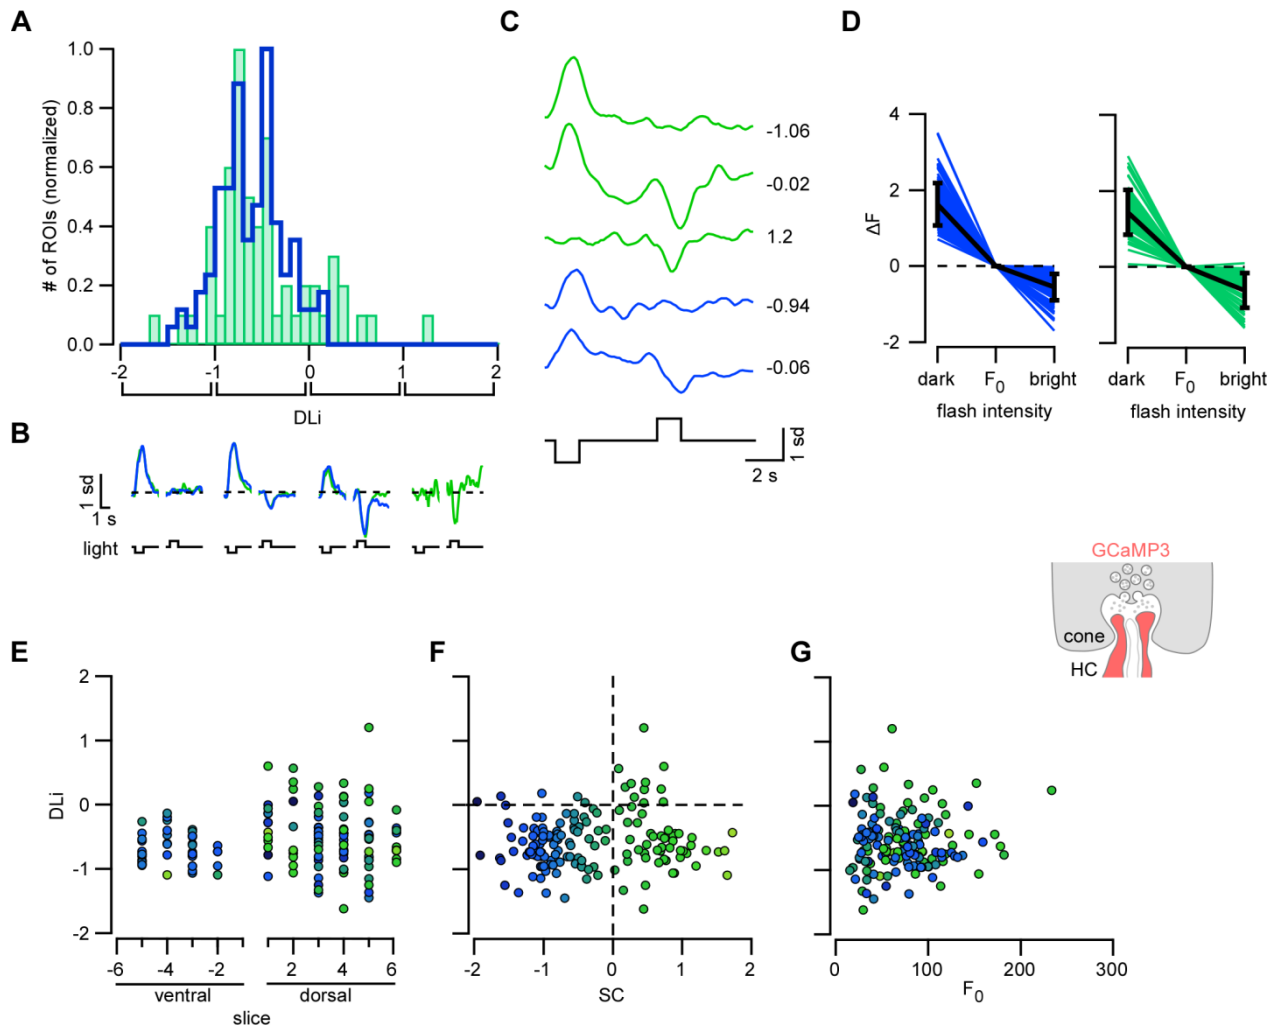 A
# of ROIs (normalized)
1.0
0.8
0.6
0.4
0.2
0.0
-2
-1
0
1
2
DLi
B
1 sd
1 s
light
C
-1.06
-0.02
1.2
-0.94
-0.06
1 sd
2 s
D
ΔF
4
2
0
-2
dark
F0
bright
flash intensity
dark
F0
bright
flash intensity
GCaMP3
cone
HC
E
DLi
2
1
0
-1
-2
-6
-4
-2
2
4
6
ventral
dorsal
slice
F
-2
-1
0
1
2
SC
G
0
100
200
300
F0